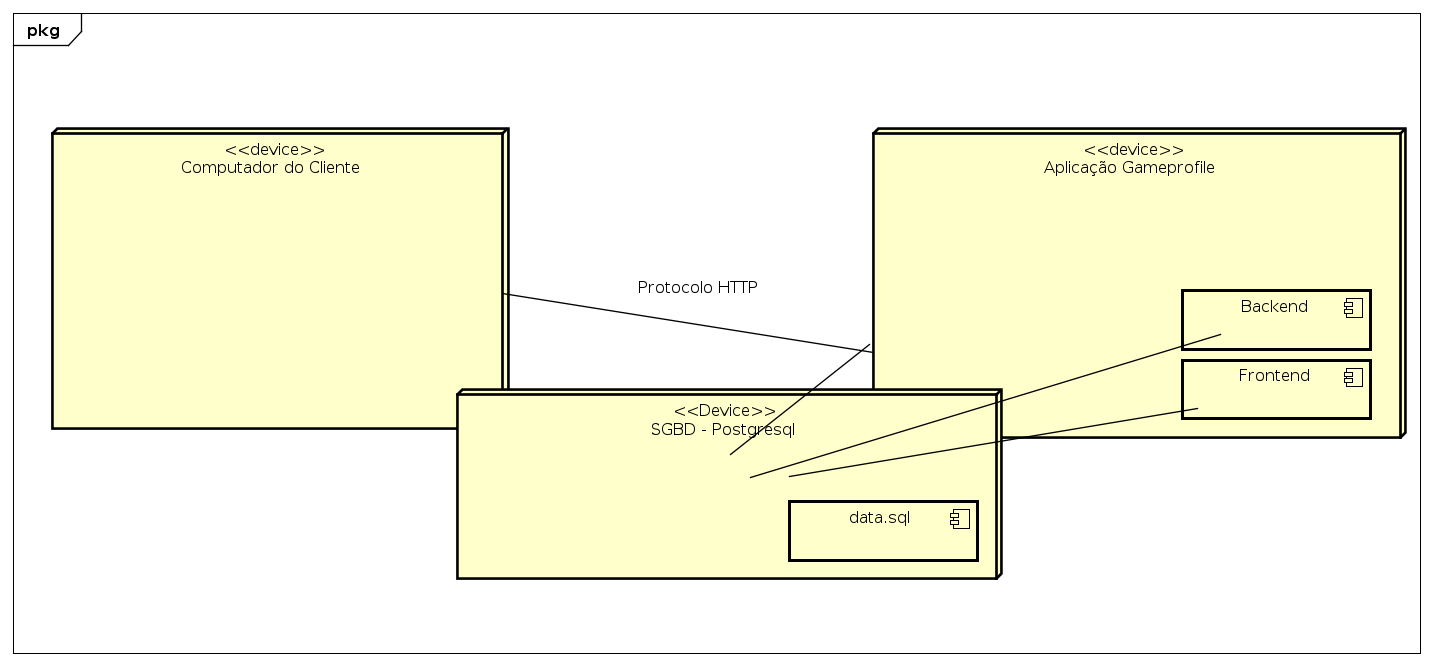 pkg
<<device>>
Computador do Cliente
<<device>>
Aplicação Gameprofile
Protocolo HTTP
Backend
Frontend
<<Device>>
SGBD - Postgresql
data.sql